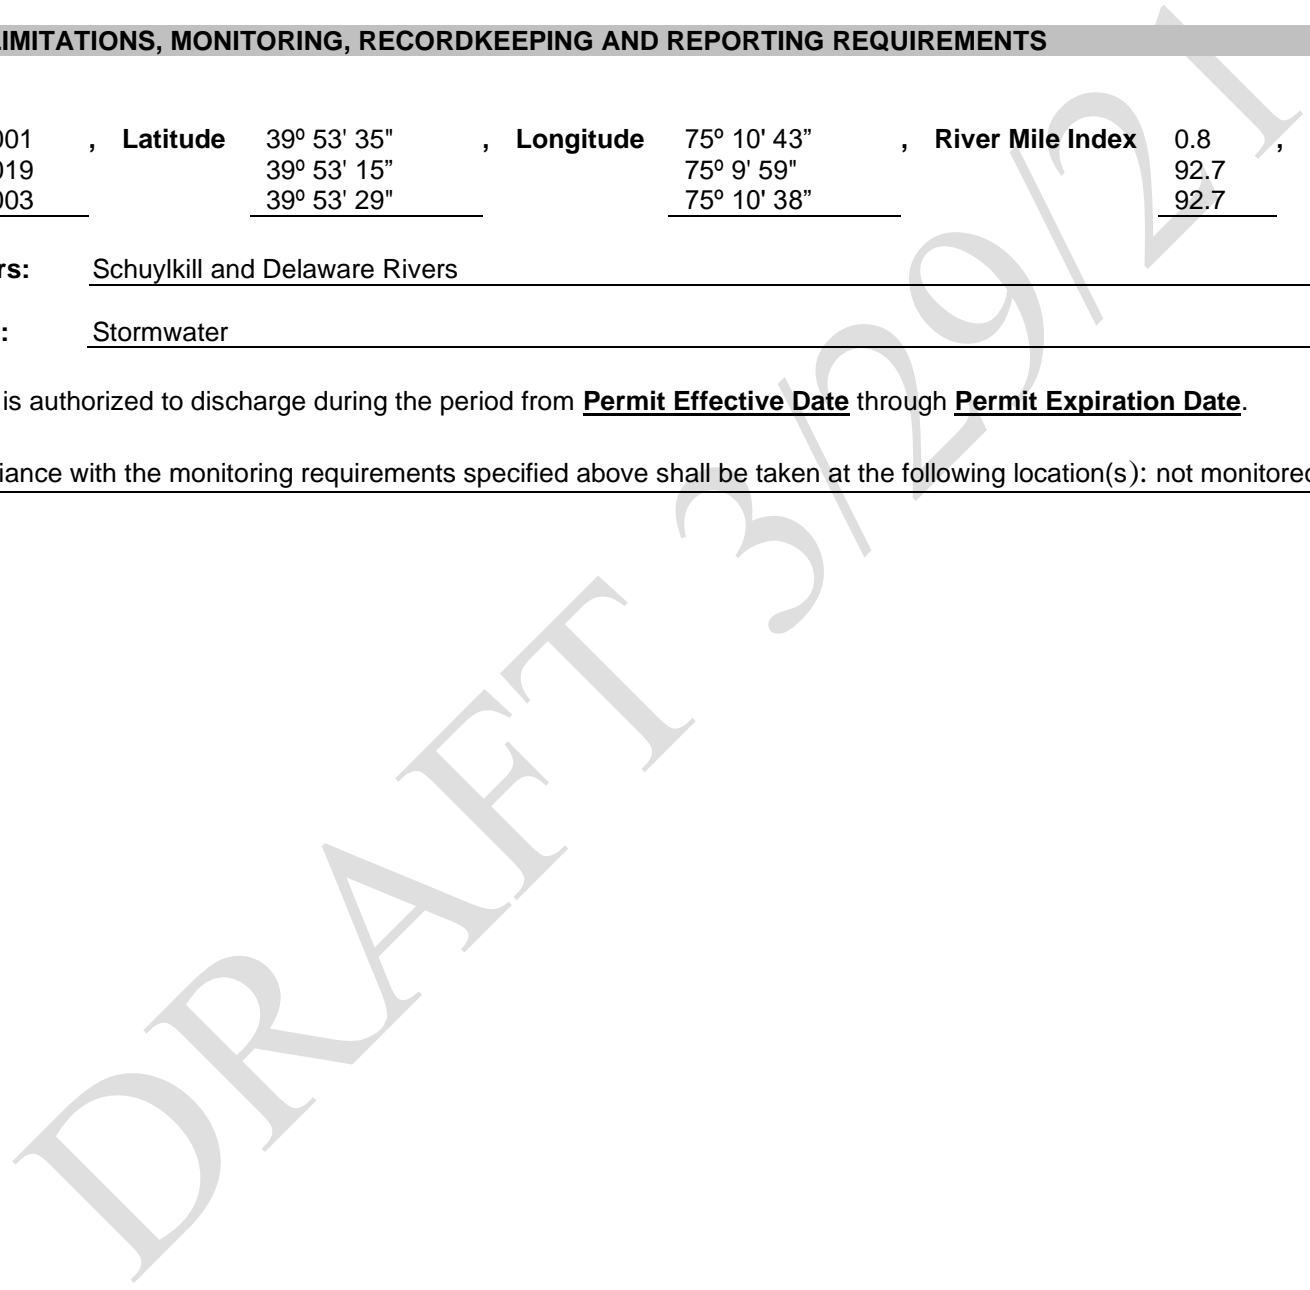 LIMITATIONS, MONITORING, RECORDKEEPING AND REPORTING REQUIREMENTS
001 , Latitude 39º 53' 35" , Longitude 75º 10' 43” , River Mile Index 0.8 ,
019 39º 53' 15” 75º 9' 59" 92.7
003 39º 53' 29" 75º 10' 38” 92.7
rs: Schuylkill and Delaware Rivers
: Stormwater
is authorized to discharge during the period from Permit Effective Date through Permit Expiration Date.
iance with the monitoring requirements specified above shall be taken at the following location(s): not monitored
DRAFT 3/29/21